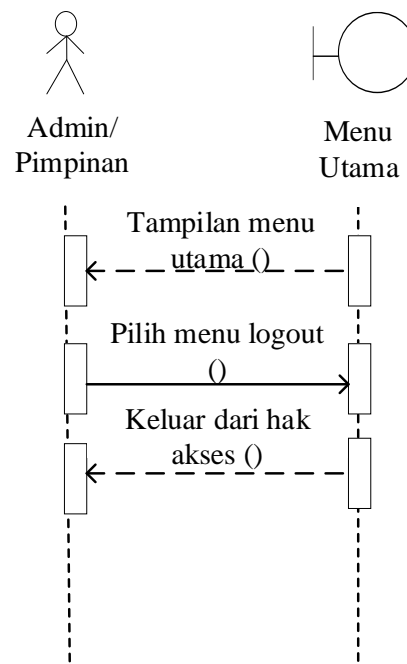 Admin/
Pimpinan
Menu
Utama
Tampilan menu
utama ()
Pilih menu logout
()
Keluar dari hak
akses ()